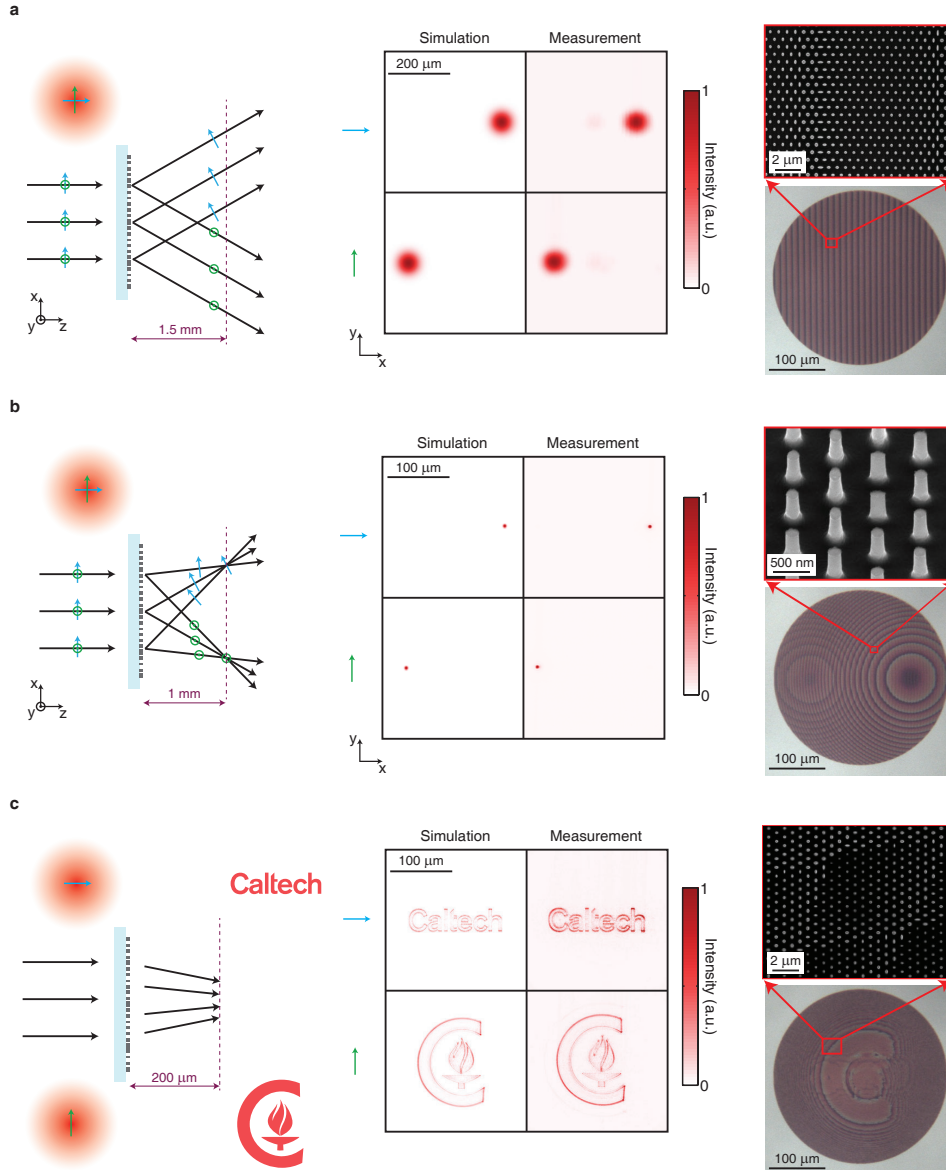 a
Simulation Measurement
200 μm
1
Intensity (a.u.)
0
2 μm
x
y z
1.5 mm
y
x
100 μm
b
Simulation Measurement
100 μm
1
Intensity (a.u.)
0
500 nm
x
y z
1 mm
y
x
100 μm
c
Simulation Measurement
Caltech
100 μm
Caltech Caltech
1
Intensity (a.u.)
0
2 μm
200 μm
C
C C
100 μm